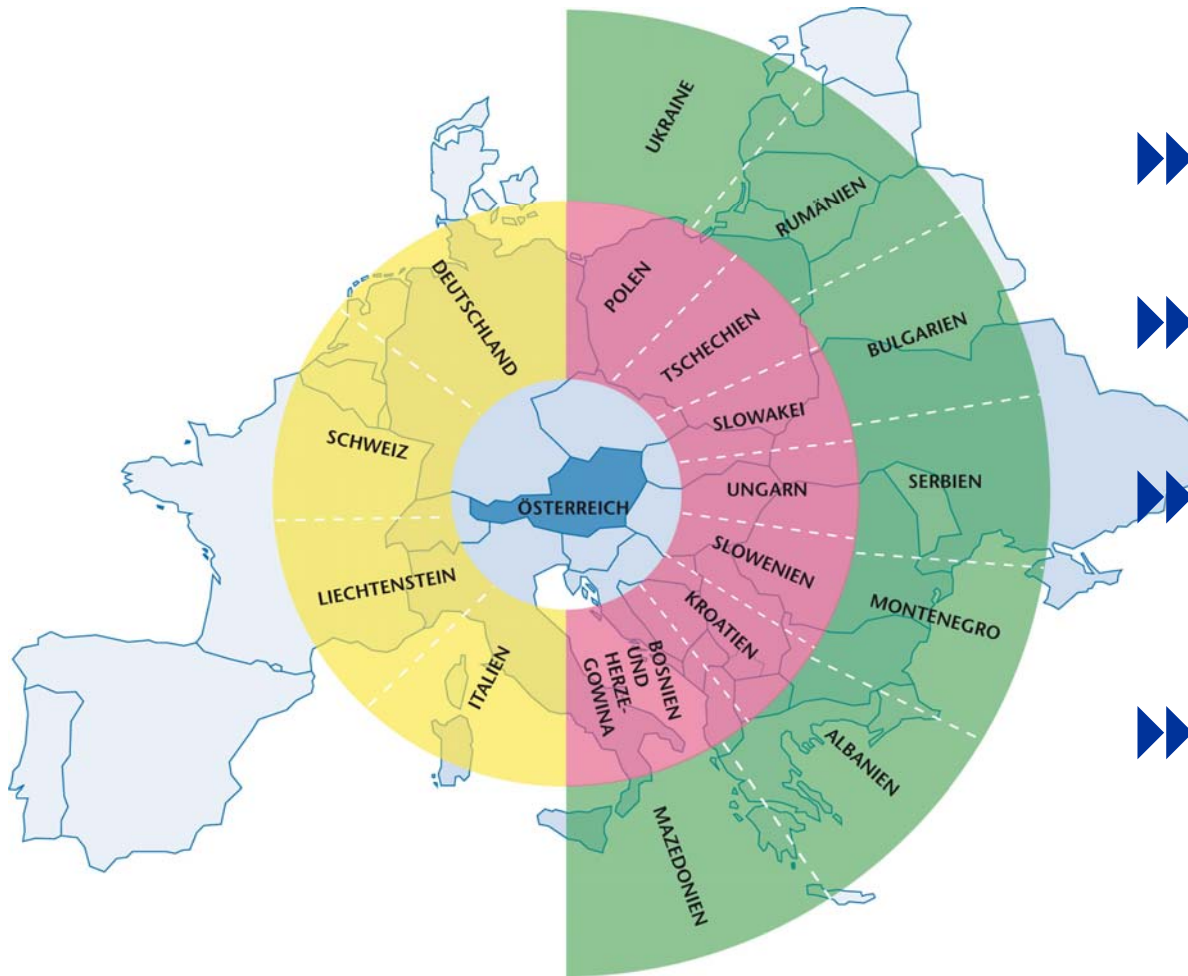 UKRAINE
RUMÄNIEN
BULGARIEN
SERBIEN
MONTENEGRO
ALBANIEN
MAZEDONIEN
POLEN
TSCHECHIEN
SLOWAKEI
UNGARN
SLOWENIEN
KROATIEN
BOSNIEN
UND
HERZE-
GOWINA
DEUTSCHLAND
SCHWEIZ
LIECHTENSTEIN
ITALIEN
ÖSTERREICH